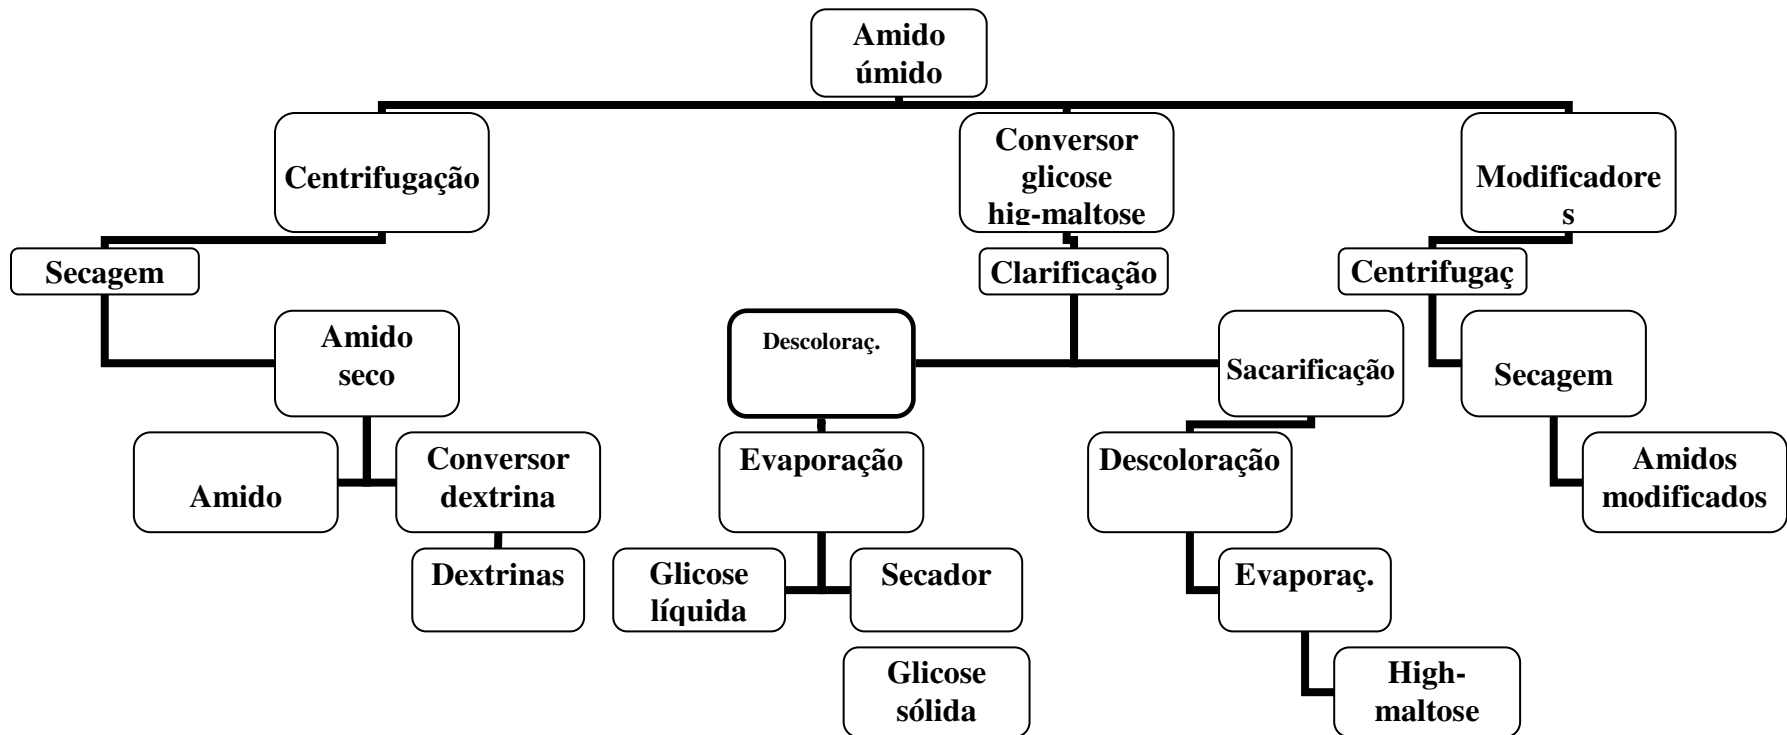 Amido
úmido
Centrifugação
Conversor
glicose
hig-maltose
Modificadore
s
Secagem
Clarificação
Centrifugaç
Amido
seco
Descoloraç.
Sacarificação
Secagem
Amido
Conversor
dextrina
Evaporação
Descoloração
Amidos
modificados
Dextrinas
Glicose
líquida
Secador
Evaporaç.
Glicose
sólida
High-
maltose